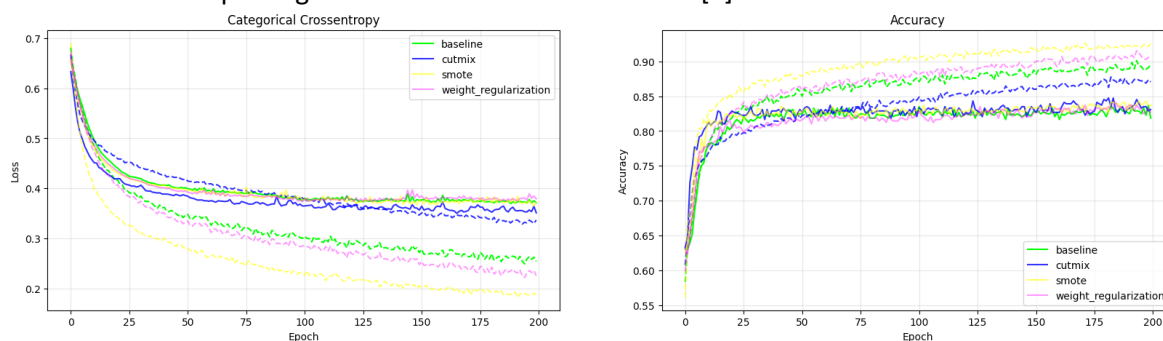 Categorical Crossentropy
0.7
0.6
0.5
0.4
0.3
0.2
Loss
baseline
cutmix
smote
weight_regularization
0 25 50 75 100 125 150 175 200
Epoch
Accuracy
0.90
0.85
0.80
0.75
0.70
0.65
0.60
0.55
Accuracy
baseline
cutmix
smote
weight_regularization
0 25 50 75 100 125 150 175 200
Epoch